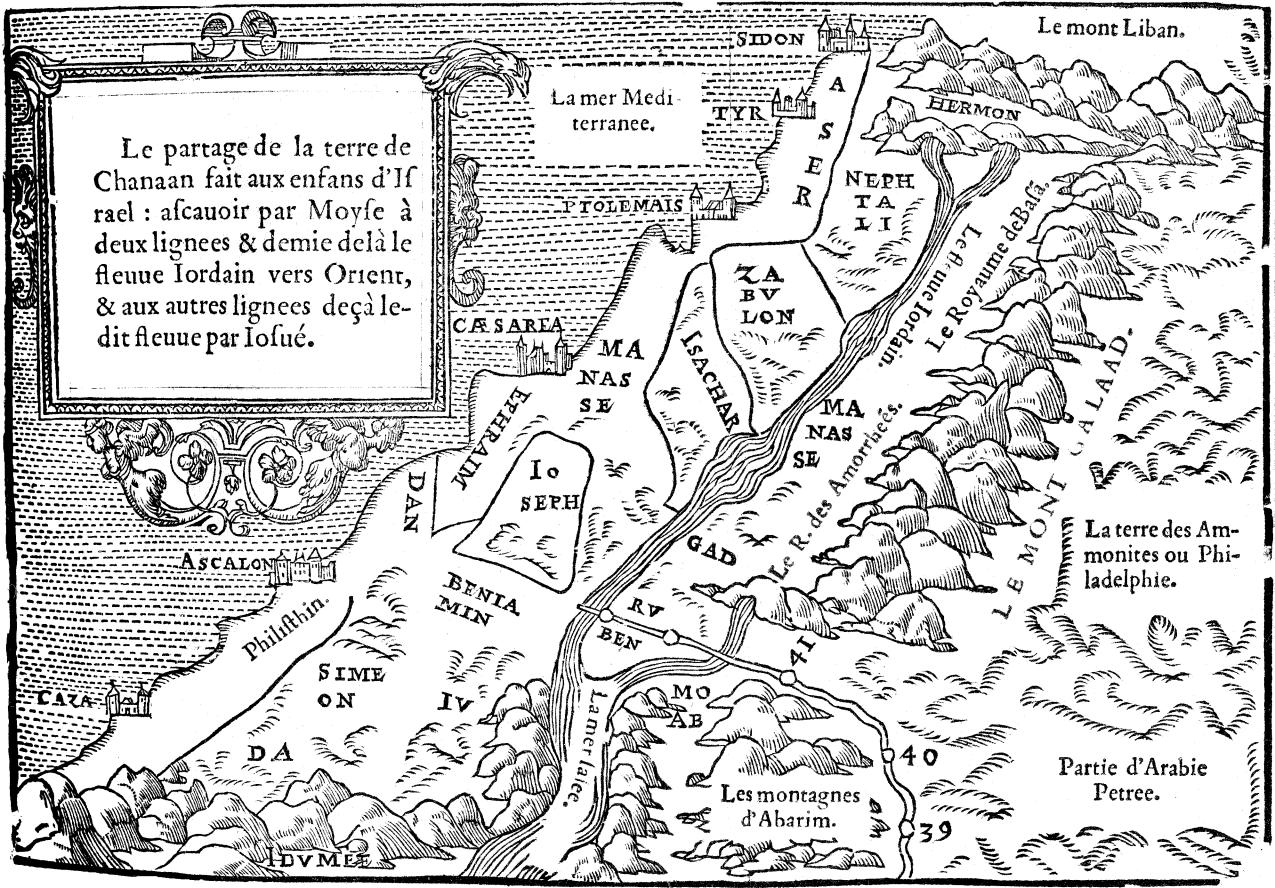 Le partage de la terre de
Chanaan fait aux enfans d'Iſ
rael : aſcauoir par Moyſe à
deux lignees & demie delà le
fleuue Iordain vers Orient,
& aux autres lignees deçà le-
dit fleuue par Ioſué.
La mer Medi-
terranee.
SIDON
TYR
PTOLEMAIS
CÆSAREA
ASCALON
GAZA
Le mont Liban.
HERMON
ASER
NEPH
TA
LI
ZA
BV
LON
ISACHAR
MA
NAS
SE
EPHRAIM
DAN
Io
SEPH
BENIA
MIN
Philiſthin.
SIME
ON
IV
DA
IDVMEE
Le fleuue Iordain.
Le Royaume de Baſã.
MA
NAS
SE
Le R. des Amorrheés.
GAD
RV
BEN
LE MONT GALAAD.
La terre des Am-
monites ou Phi-
ladelphie.
41
40
39
MO
AB
La mer ſalee.
Les montagnes
d'Abarim.
Partie d'Arabie
Petree.